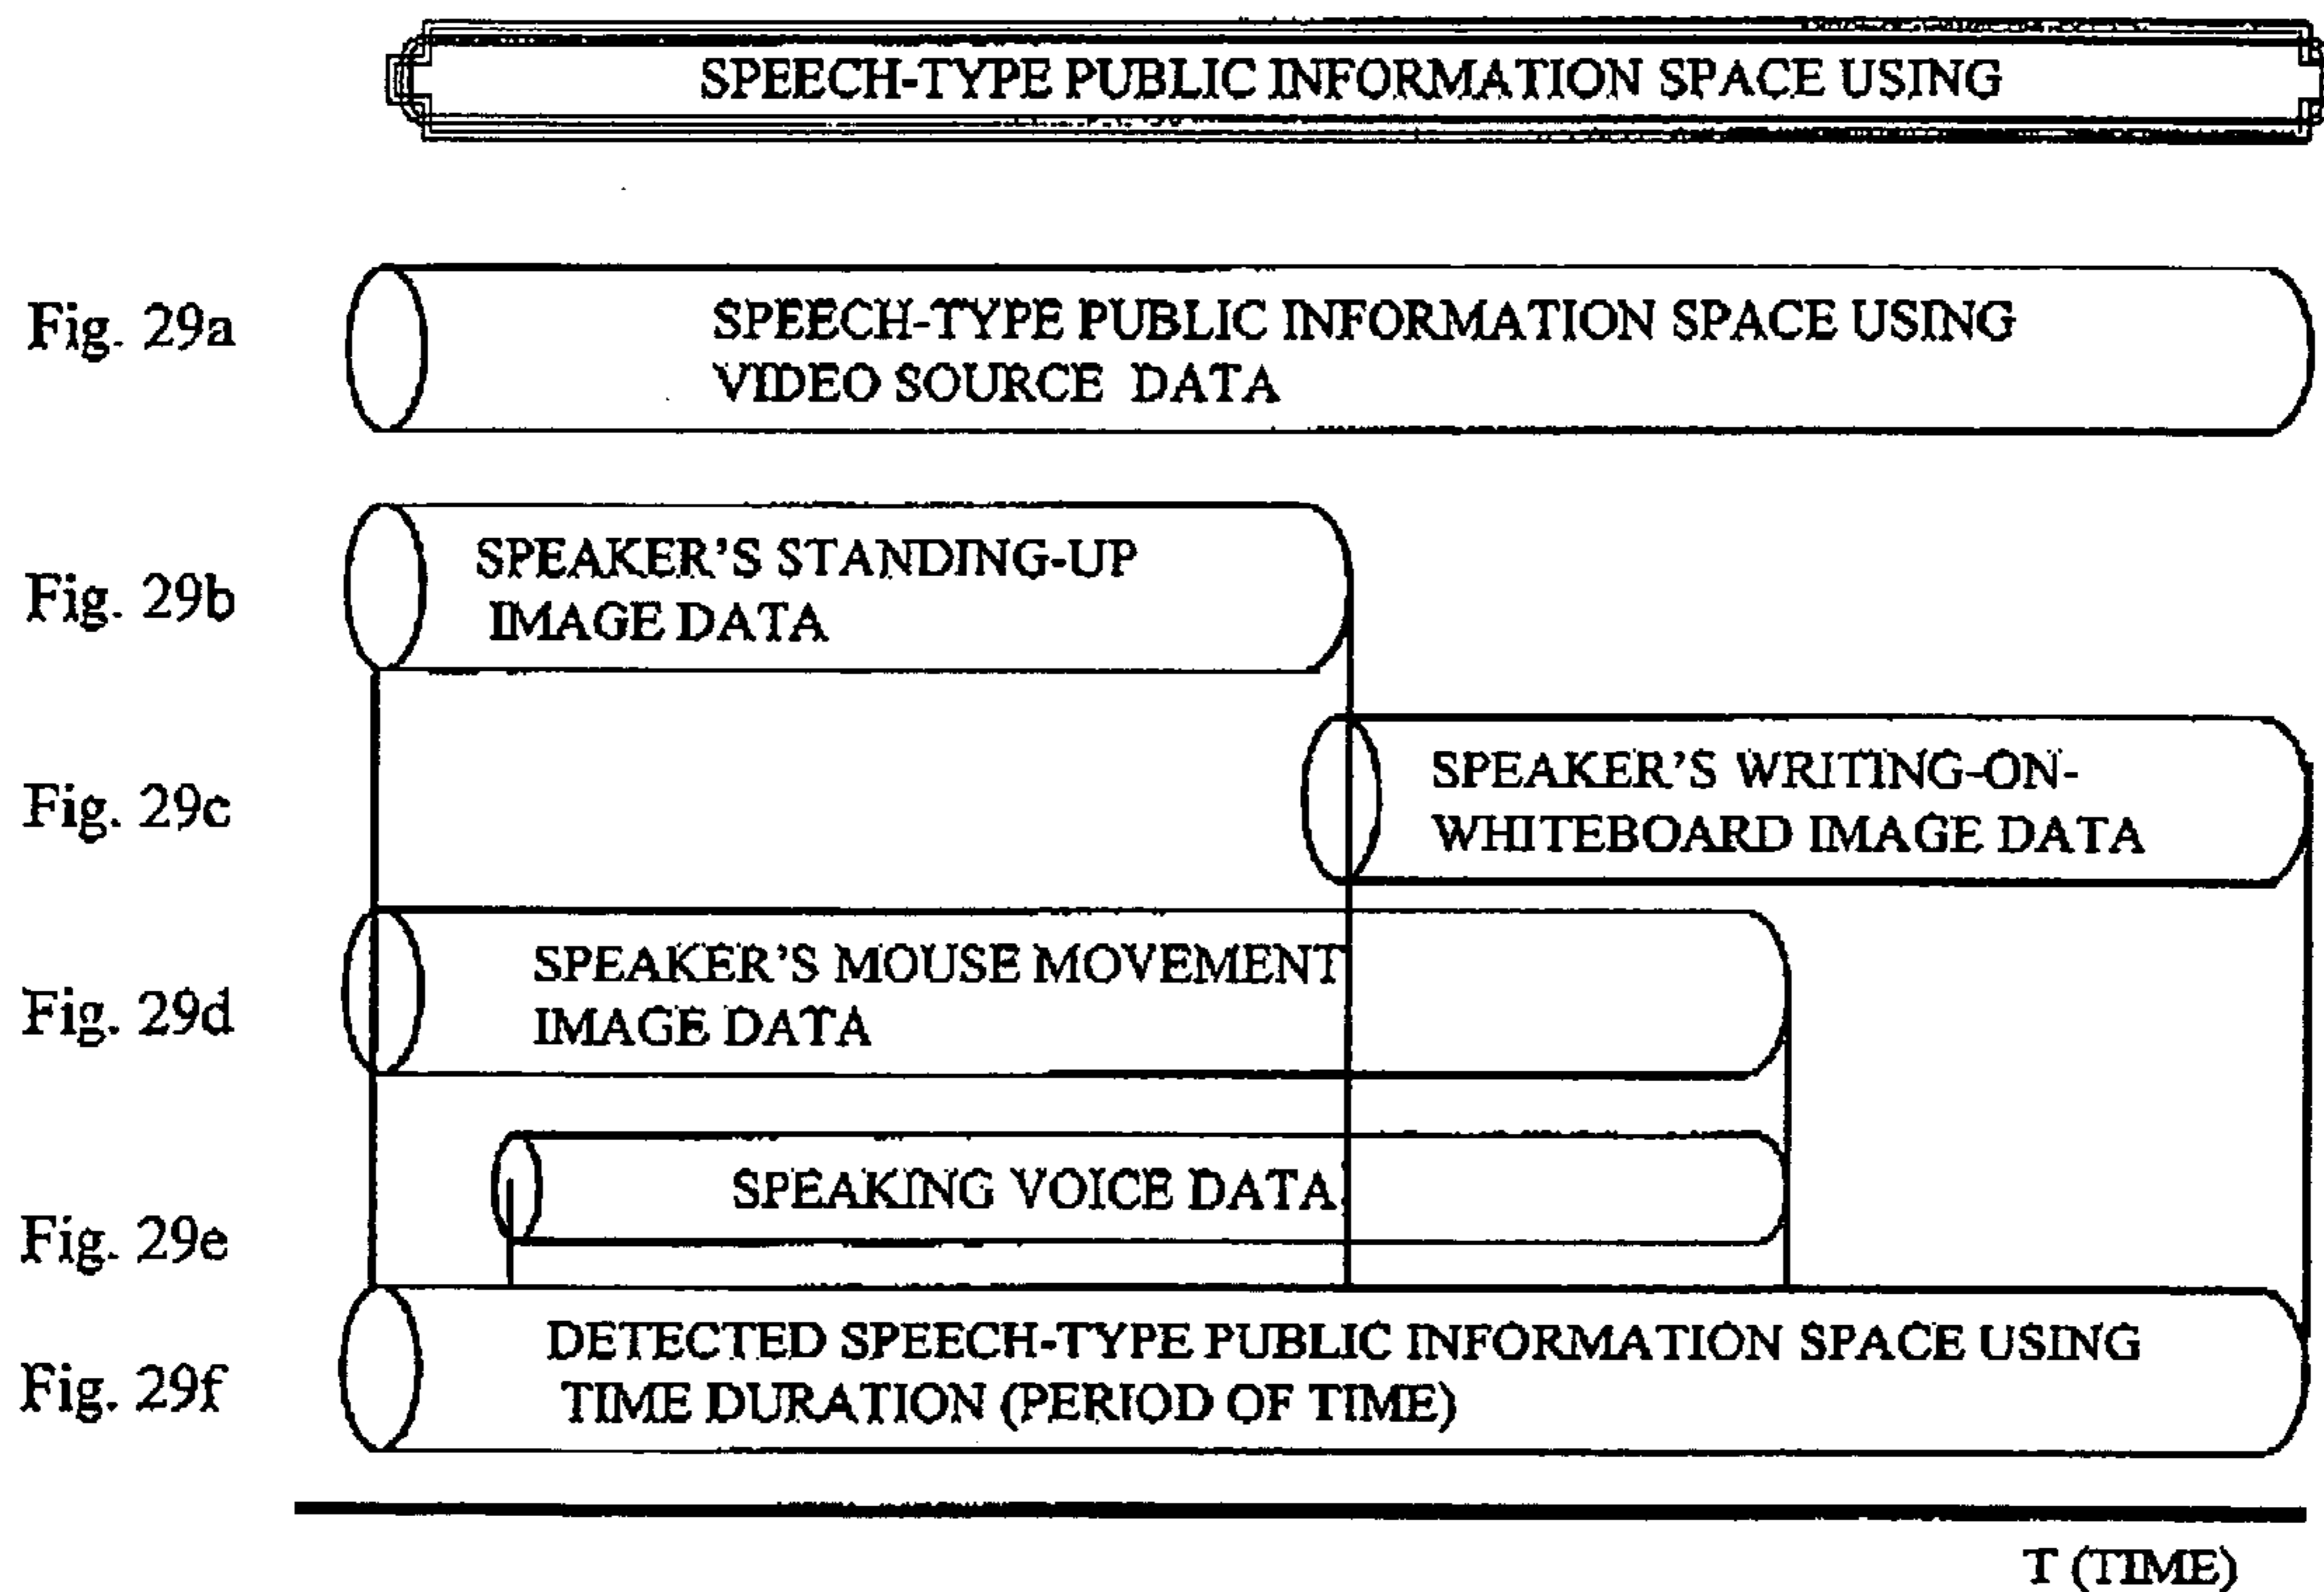 SPEECH-TYPE PUBLIC INFORMATION SPACE USING
Fig. 29a
SPEECH-TYPE PUBLIC INFORMATION SPACE USING
VIDEO SOURCE DATA
Fig. 29b
SPEAKER'S STANDING-UP
IMAGE DATA
Fig. 29c
SPEAKER'S WRITING-ON-
WHITEBOARD IMAGE DATA
Fig. 29d
SPEAKER'S MOUSE MOVEMENT
IMAGE DATA
Fig. 29e
SPEAKING VOICE DATA
Fig. 29f
DETECTED SPEECH-TYPE PUBLIC INFORMATION SPACE USING
TIME DURATION (PERIOD OF TIME)
T (TIME)